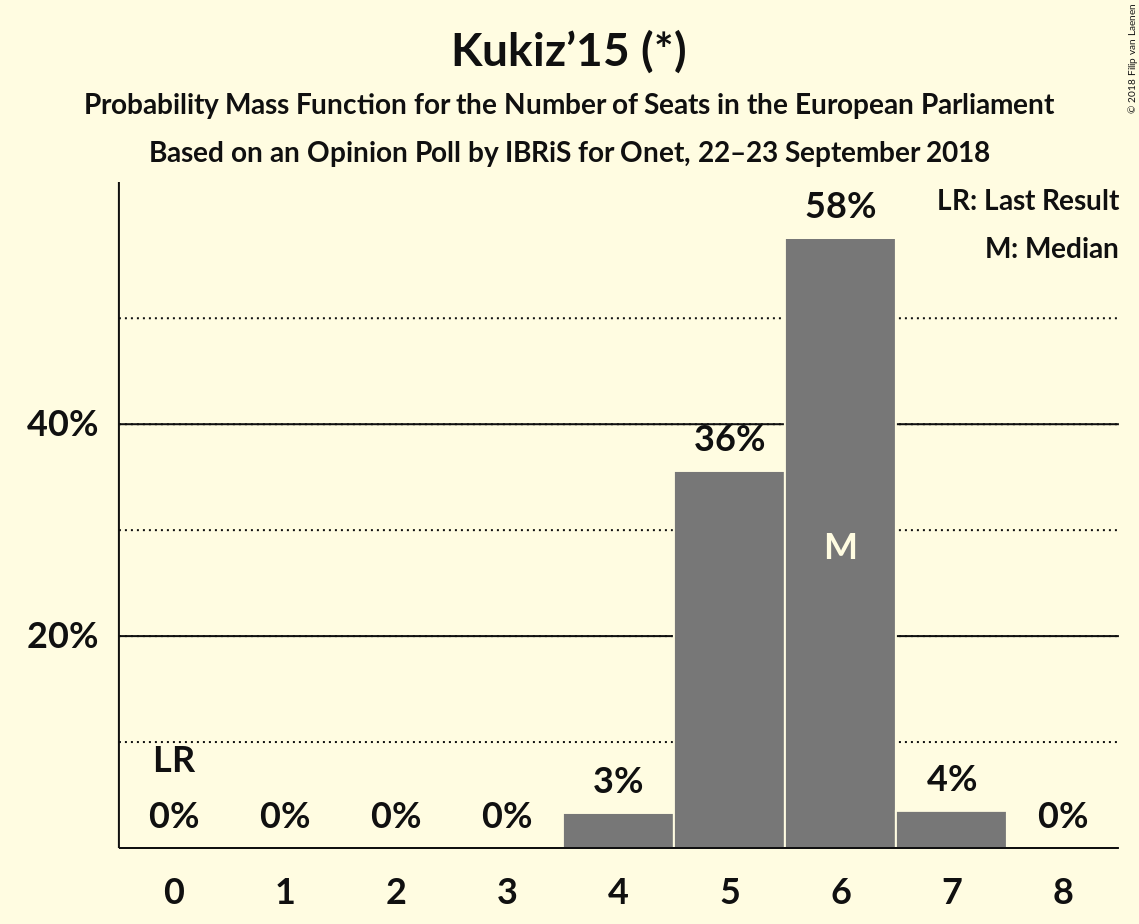 Kukiz’15 (*)
Probability Mass Function for the Number of Seats in the European Parliament
Based on an Opinion Poll by IBRiS for Onet, 22–23 September 2018
© 2018 Filip van Laenen
LR: Last Result
M: Median
58%
40%
36%
M
20%
LR
0%
0%
0%
0%
3%
4%
0%
0
1
2
3
4
5
6
7
8